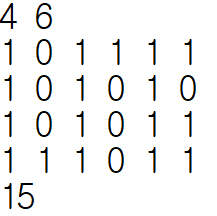 4 6
1 0 1 1 1 1
1 0 1 0 1 0
1 0 1 0 1 1
1 1 1 0 1 1
15